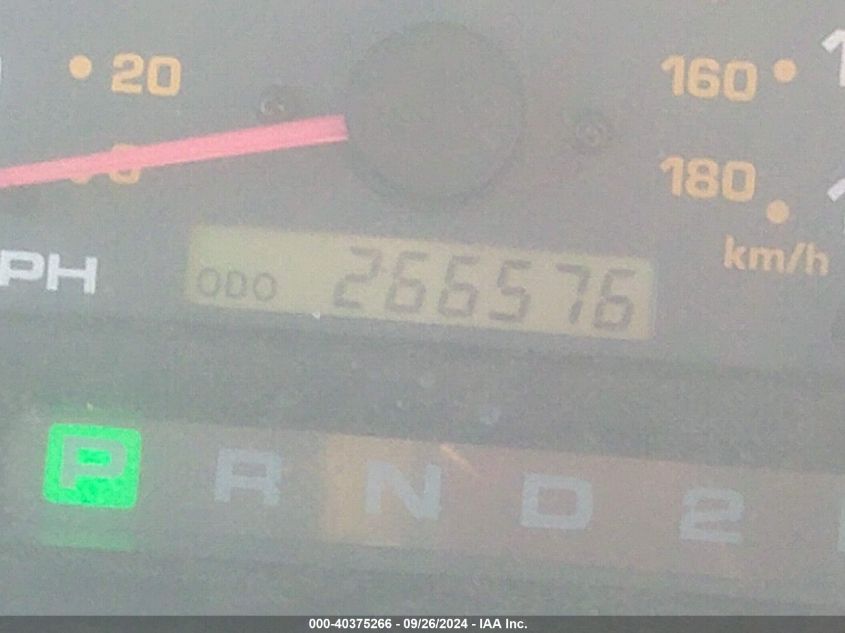 20
160
180
km/h
PH
ODO 266576
P R N D 2
000-40375266 - 09/26/2024 - IAA Inc.